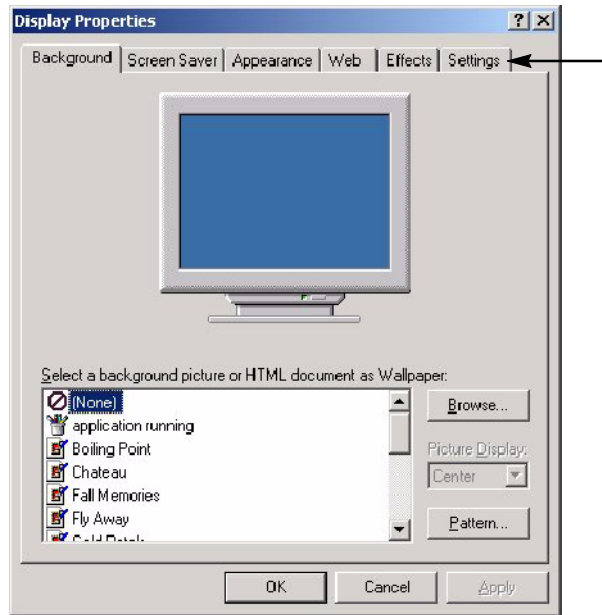 Display Properties
Background Screen Saver Appearance Web Effects Settings
Select a background picture or HTML document as Wallpaper:
(None)
application running
Boiling Point
Chateau
Fall Memories
Fly Away
Browse...
Picture Display:
Center
Pattern...
OK Cancel Apply